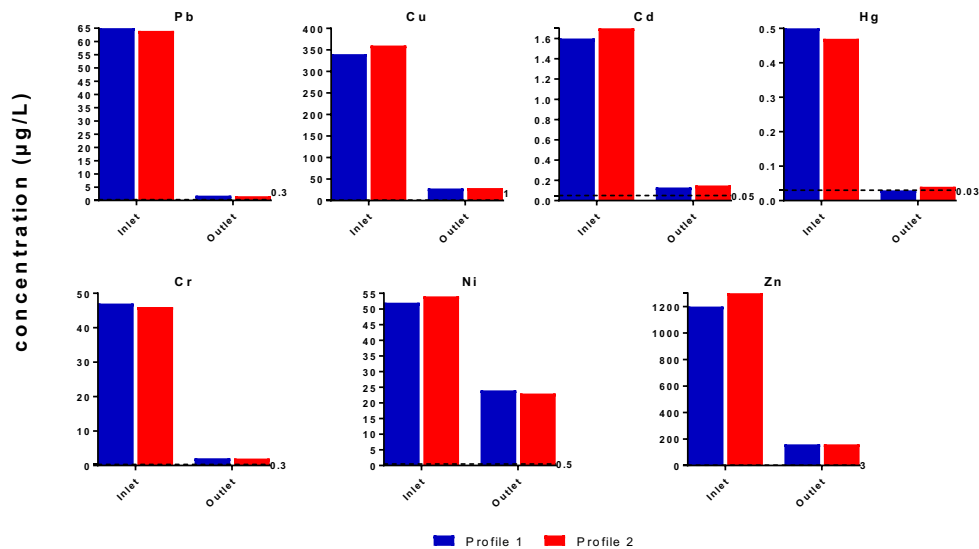 concentration (µg/L)
Pb
65
60
55
50
45
40
35
30
25
20
15
10
5
0
0.3
Inlet
Outlet
Cu
350
300
250
200
150
100
50
0
1
Inlet
Outlet
Cd
1.6
1.4
1.2
1.0
0.8
0.6
0.4
0.2
0.0
0.05
Inlet
Outlet
Hg
0.5
0.4
0.3
0.2
0.1
0.0
0.03
Inlet
Outlet
Cr
50
40
30
20
10
0
0.3
Inlet
Outlet
Ni
55
50
45
40
35
30
25
20
15
10
5
0
0.5
Inlet
Outlet
Zn
1200
1000
800
600
400
200
0
3
Inlet
Outlet
Profile 1
Profile 2